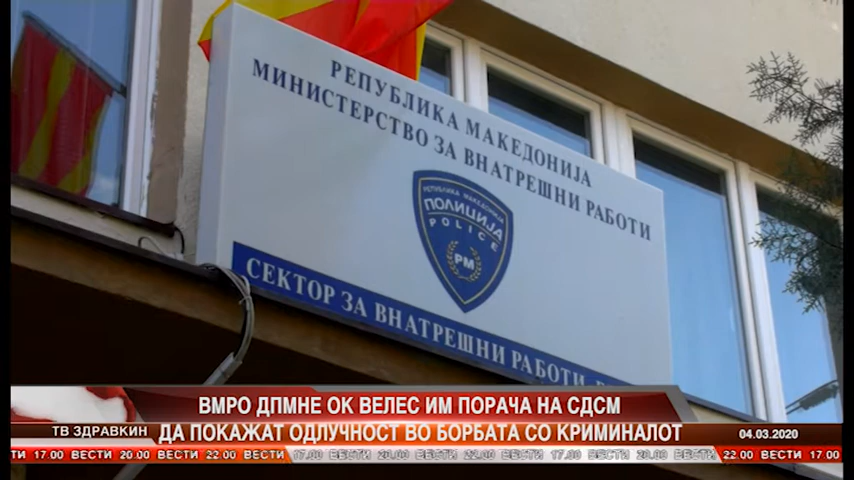 РЕПУБЛИКА МАКЕДОНИЈА
МИНИСТЕРСТВО ЗА ВНАТРЕШНИ РАБОТИ
РЕПУБЛИКА МАКЕДОНИЈА
ПОЛИЦИЈА
POLICE
РМ
СЕКТОР ЗА ВНАТРЕШНИ РАБОТИ
ВМРО ДПМНЕ ОК ВЕЛЕС ИМ ПОРАЧА НА СДСМ
ТВ ЗДРАВКИН
ДА ПОКАЖАТ ОДЛУЧНОСТ ВО БОРБАТА СО КРИМИНАЛОТ
04.03.2020
ТИ 17.00 ВЕСТИ 20.00 ВЕСТИ 22.00 ВЕСТИ 17.00 ВЕСТИ 20.00 ВЕСТИ 22.00 ВЕСТИ 17.00 ВЕСТИ 20.00 ВЕСТИ 22.00 ВЕСТИ 17.00